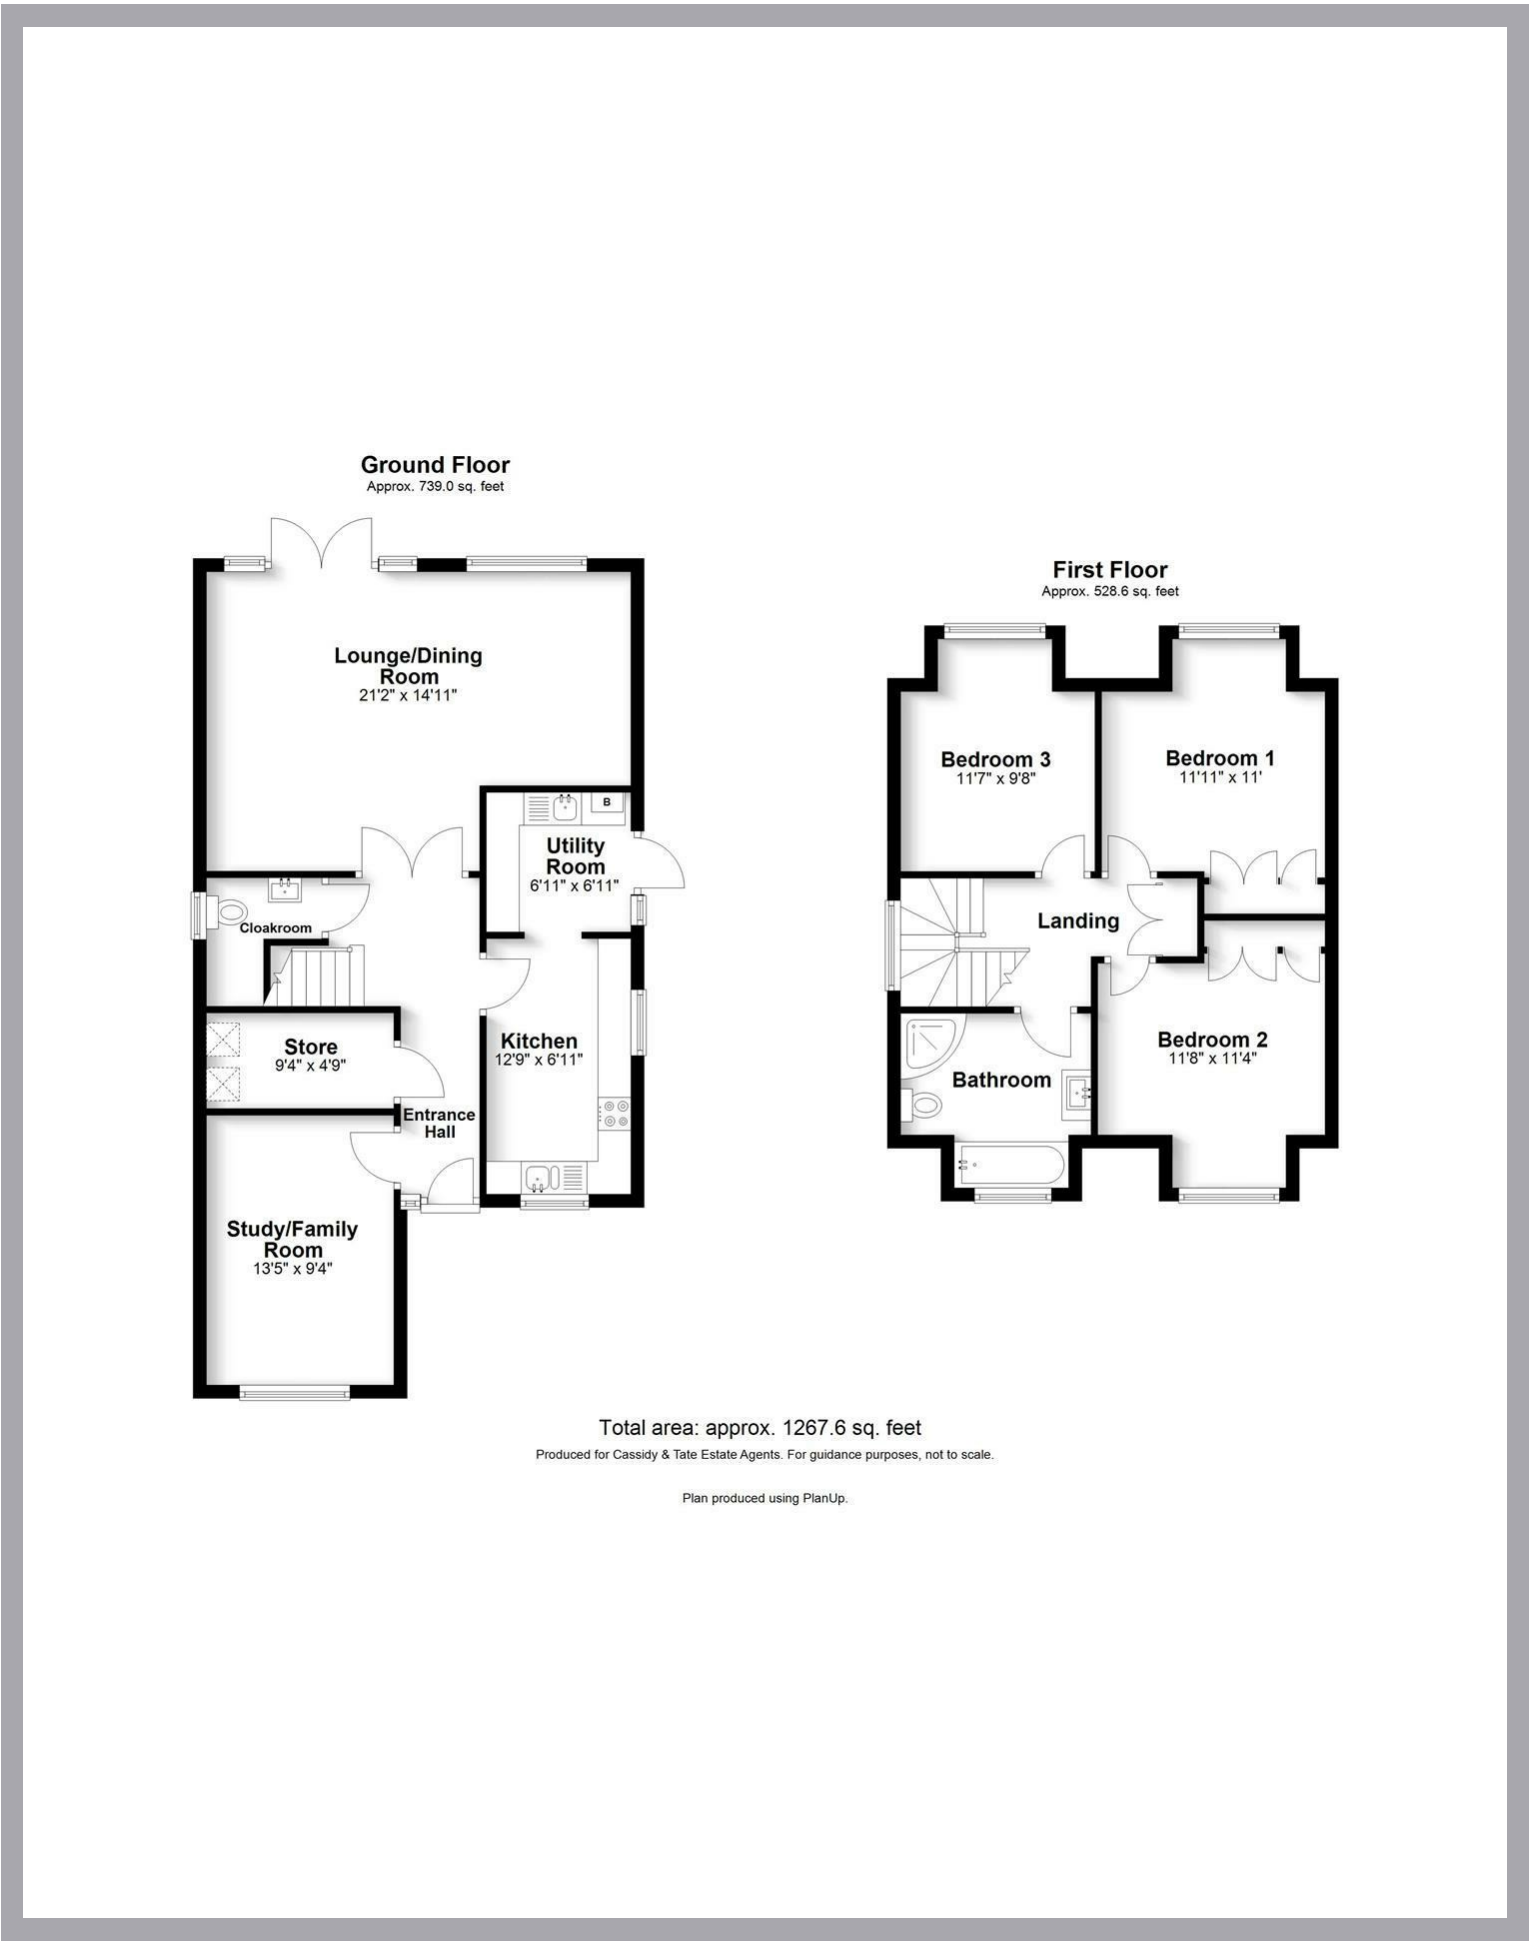 Ground Floor
Approx. 739.0 sq. feet
Lounge/Dining
Room
21'2" x 14'11"
B
Utility
Room
6'11" x 6'11"
Cloakroom
Kitchen
12'9" x 6'11"
Store
9'4" x 4'9"
Entrance
Hall
Study/Family
Room
13'5" x 9'4"
First Floor
Approx. 528.6 sq. feet
Bedroom 3
11'7" x 9'8"
Bedroom 1
11'11" x 11'
Landing
Bedroom 2
11'8" x 11'4"
Bathroom
Total area: approx. 1267.6 sq. feet
Produced for Cassidy & Tate Estate Agents. For guidance purposes, not to scale.
Plan produced using PlanUp.